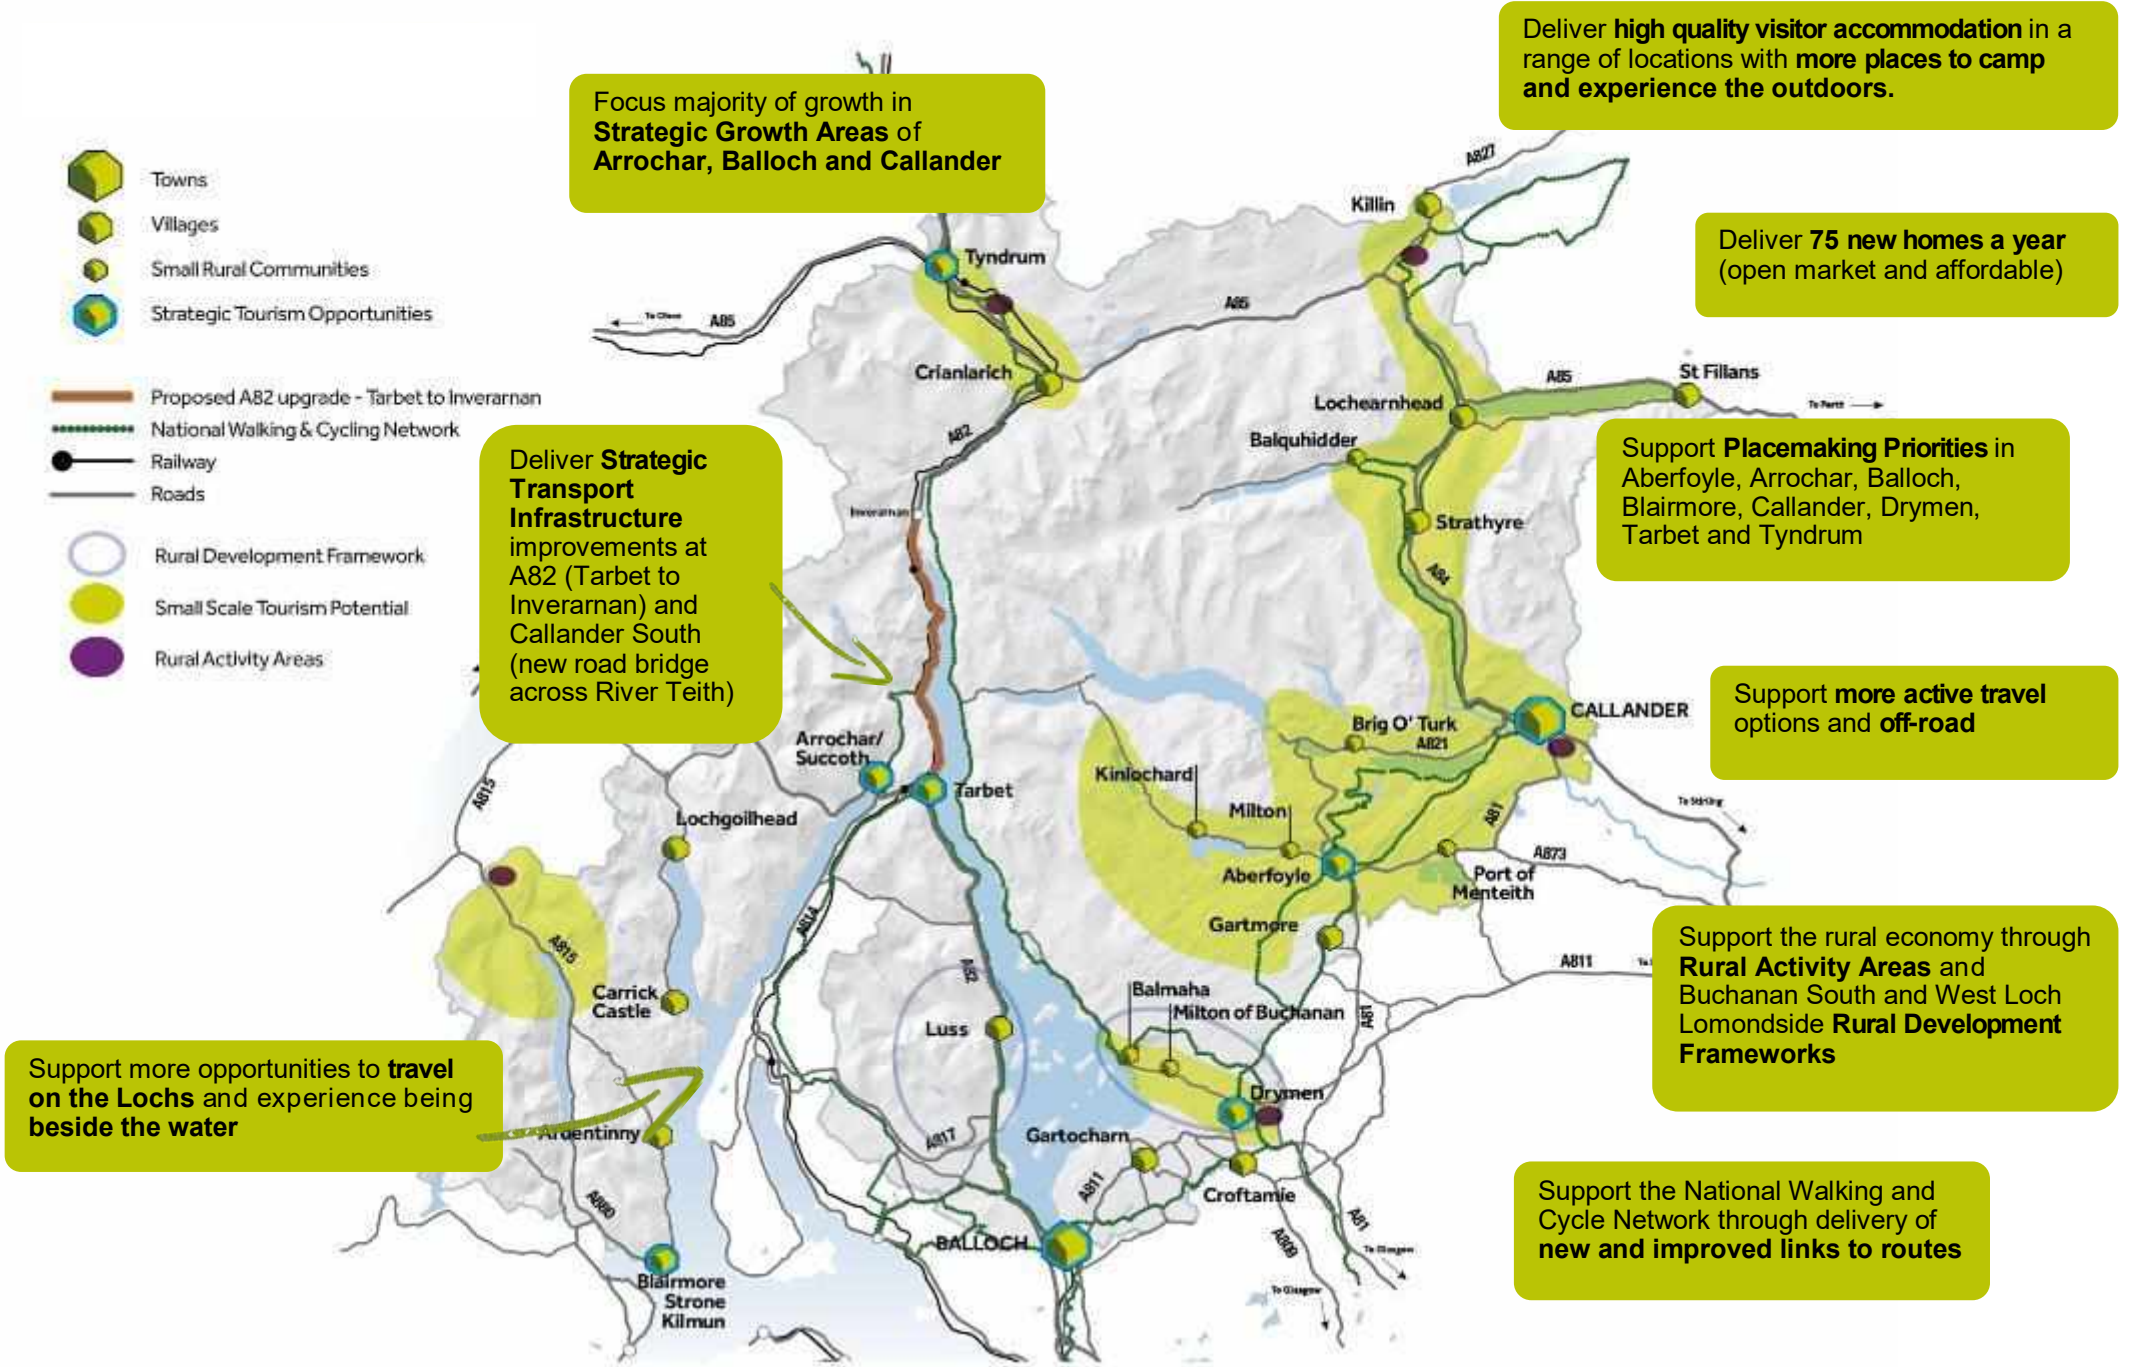 Deliver high quality visitor accommodation in a
range of locations with more places to camp
and experience the outdoors.
Focus majority of growth in
Strategic Growth Areas of
Arrochar, Balloch and Callander
Towns
Villages
Small Rural Communities
Strategic Tourism Opportunities
Proposed A82 upgrade - Tarbet to Inverarnan
National Walking & Cycling Network
Railway
Roads
Rural Development Framework
Small Scale Tourism Potential
Rural Activity Areas
A827
Killin
Deliver 75 new homes a year
(open market and affordable)
Tyndrum
A85
A85
Crianlarich
A85
St Fillans
To Perth
Lochearnhead
Balquhidder
A82
Support Placemaking Priorities in
Aberfoyle, Arrochar, Balloch,
Blairmore, Callander, Drymen,
Tarbet and Tyndrum
Deliver Strategic
Transport
Infrastructure
improvements at
A82 (Tarbet to
Inverarnan) and
Callander South
(new road bridge
across River Teith)
Inverarnan
Strathyre
A84
Support more active travel
options and off-road
CALLANDER
Brig O' Turk
A821
Arrochar/
Succoth
Tarbet
Kinlochard
Milton
To Stirling
A815
Lochgoilhead
A81
A873
Aberfoyle
Port of
Menteith
Gartmore
A814
A815
A82
A811
Support the rural economy through
Rural Activity Areas and
Buchanan South and West Loch
Lomondside Rural Development
Frameworks
Carrick
Castle
Balmaha
Milton of Buchanan
A81
Luss
Support more opportunities to travel
on the Lochs and experience being
beside the water
Drymen
Ardentinny
A817
Gartocharn
A811
Croftamie
Support the National Walking and
Cycle Network through delivery of
new and improved links to routes
A880
A81
A809
BALLOCH
To Glasgow
To Glasgow
Blairmore
Strone
Kilmun